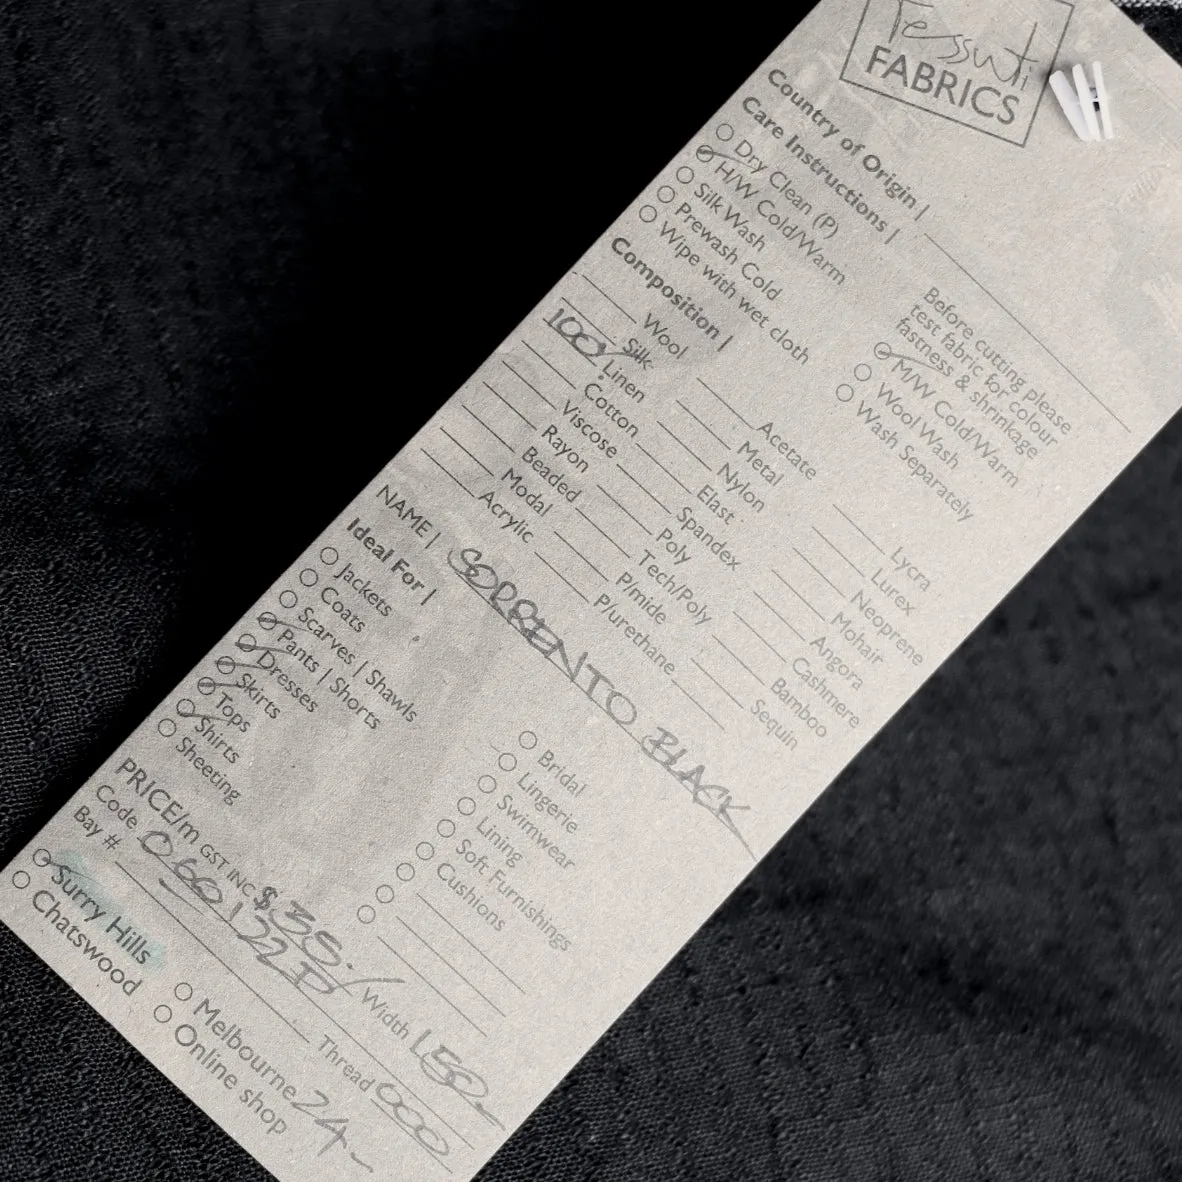 Tessuti
FABRICS
Country of Origin |
Care Instructions |
Dry Clean (P)
H/W Cold/Warm
Silk Wash
Prewash Cold
Wipe with wet cloth
Before cutting please
test fabric for colour
fastness & shrinkage
M/W Cold/Warm
Wool Wash
Wash Separately
Composition |
Wool
Silk
100% Linen
Cotton
Viscose
Rayon
Beaded
Modal
Acrylic
Acetate
Metal
Nylon
Elast
Spandex
Poly
Tech/Poly
P/mide
P/urethane
Lycra
Lurex
Neoprene
Mohair
Angora
Cashmere
Bamboo
Sequin
NAME | SORRENTO BLACK
Ideal For |
Jackets
Coats
Scarves | Shawls
Pants | Shorts
Dresses
Skirts
Tops
Shirts
Sheeting
Bridal
Lingerie
Swimwear
Lining
Soft Furnishings
Cushions
PRICE/m GST INC $ 38.
Width 150
Code
Thread 000
Bay #
Surry Hills
Chatswood
Melbourne 24
Online shop